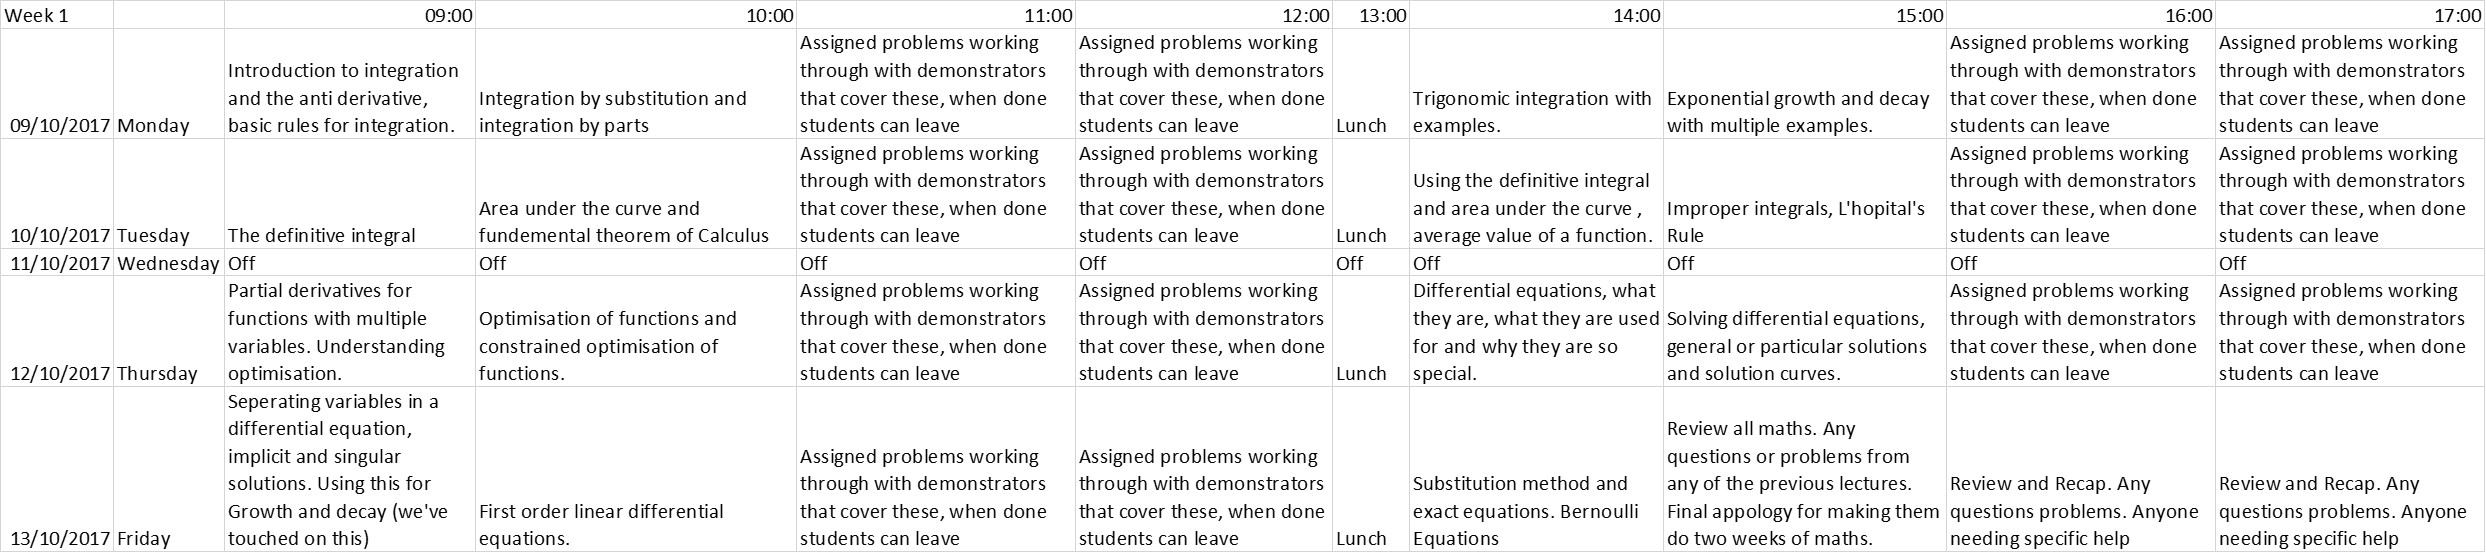 Week 1 09:00 10:00 11:00 12:00 13:00 14:00 15:00 16:00 17:00
09/10/2017 Monday
Introduction to integration
and the anti derivative,
basic rules for integration.
Integration by substitution and
integration by parts
Assigned problems working
through with demonstrators
that cover these, when done
students can leave
Assigned problems working
through with demonstrators
that cover these, when done
students can leave
Lunch
Trigonomic integration with
examples.
Exponential growth and decay
with multiple examples.
Assigned problems working
through with demonstrators
that cover these, when done
students can leave
Assigned problems working
through with demonstrators
that cover these, when done
students can leave
10/10/2017 Tuesday
The definitive integral
Area under the curve and
fundemental theorem of Calculus
Assigned problems working
through with demonstrators
that cover these, when done
students can leave
Assigned problems working
through with demonstrators
that cover these, when done
students can leave
Lunch
Using the definitive integral
and area under the curve ,
average value of a function.
Improper integrals, L'hopital's
Rule
Assigned problems working
through with demonstrators
that cover these, when done
students can leave
Assigned problems working
through with demonstrators
that cover these, when done
students can leave
11/10/2017 Wednesday Off Off Off Off Off Off Off Off Off
12/10/2017 Thursday
Partial derivatives for
functions with multiple
variables. Understanding
optimisation.
Optimisation of functions and
constrained optimisation of
functions.
Assigned problems working
through with demonstrators
that cover these, when done
students can leave
Assigned problems working
through with demonstrators
that cover these, when done
students can leave
Lunch
Differential equations, what
they are, what they are used
for and why they are so
special.
Solving differential equations,
general or particular solutions
and solution curves.
Assigned problems working
through with demonstrators
that cover these, when done
students can leave
Assigned problems working
through with demonstrators
that cover these, when done
students can leave
13/10/2017 Friday
Seperating variables in a
differential equation,
implicit and singular
solutions. Using this for
Growth and decay (we've
touched on this)
First order linear differential
equations.
Assigned problems working
through with demonstrators
that cover these, when done
students can leave
Assigned problems working
through with demonstrators
that cover these, when done
students can leave
Lunch
Substitution method and
exact equations. Bernoulli
Equations
Review all maths. Any
questions or problems from
any of the previous lectures.
Final appology for making them
do two weeks of maths.
Review and Recap. Any
questions problems. Anyone
needing specific help
Review and Recap. Any
questions problems. Anyone
needing specific help